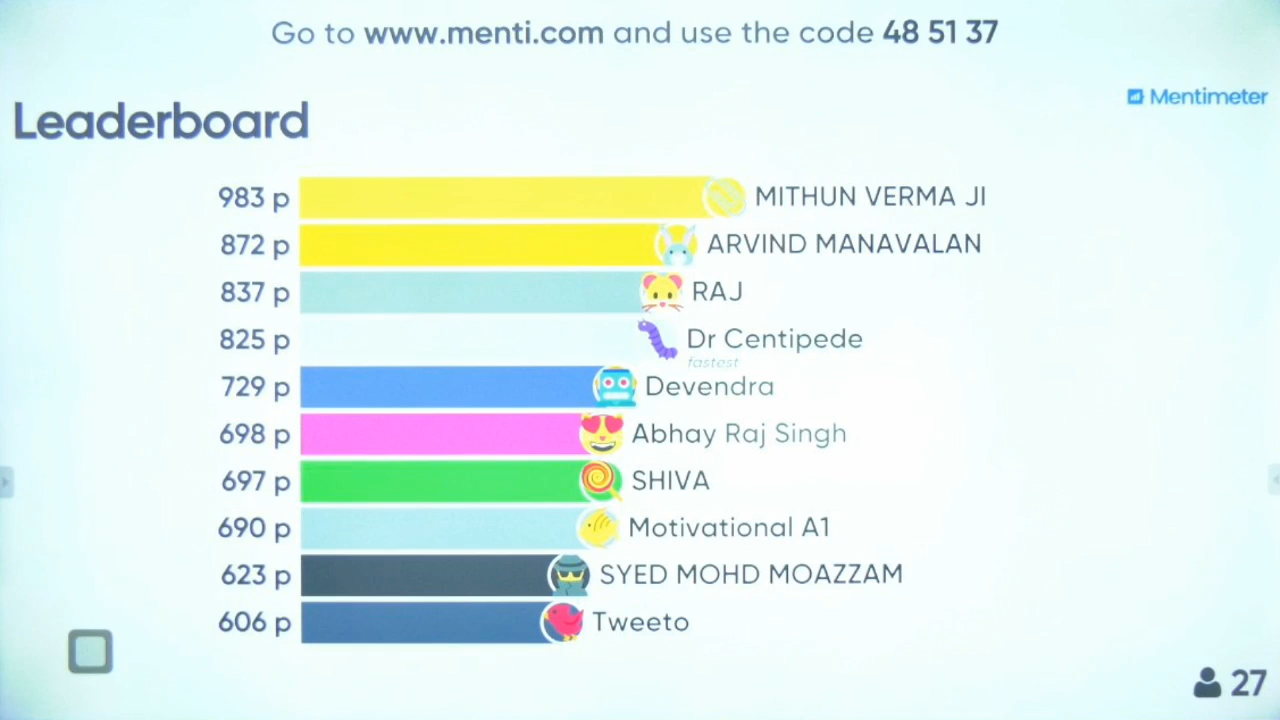 Go to www.menti.com and use the code 48 51 37
Mentimeter
Leaderboard
983 p MITHUN VERMA JI
872 p ARVIND MANAVALAN
837 p RAJ
825 p Dr Centipede
fastest
729 p Devendra
698 p Abhay Raj Singh
697 p SHIVA
690 p Motivational A1
623 p SYED MOHD MOAZZAM
606 p Tweeto
27